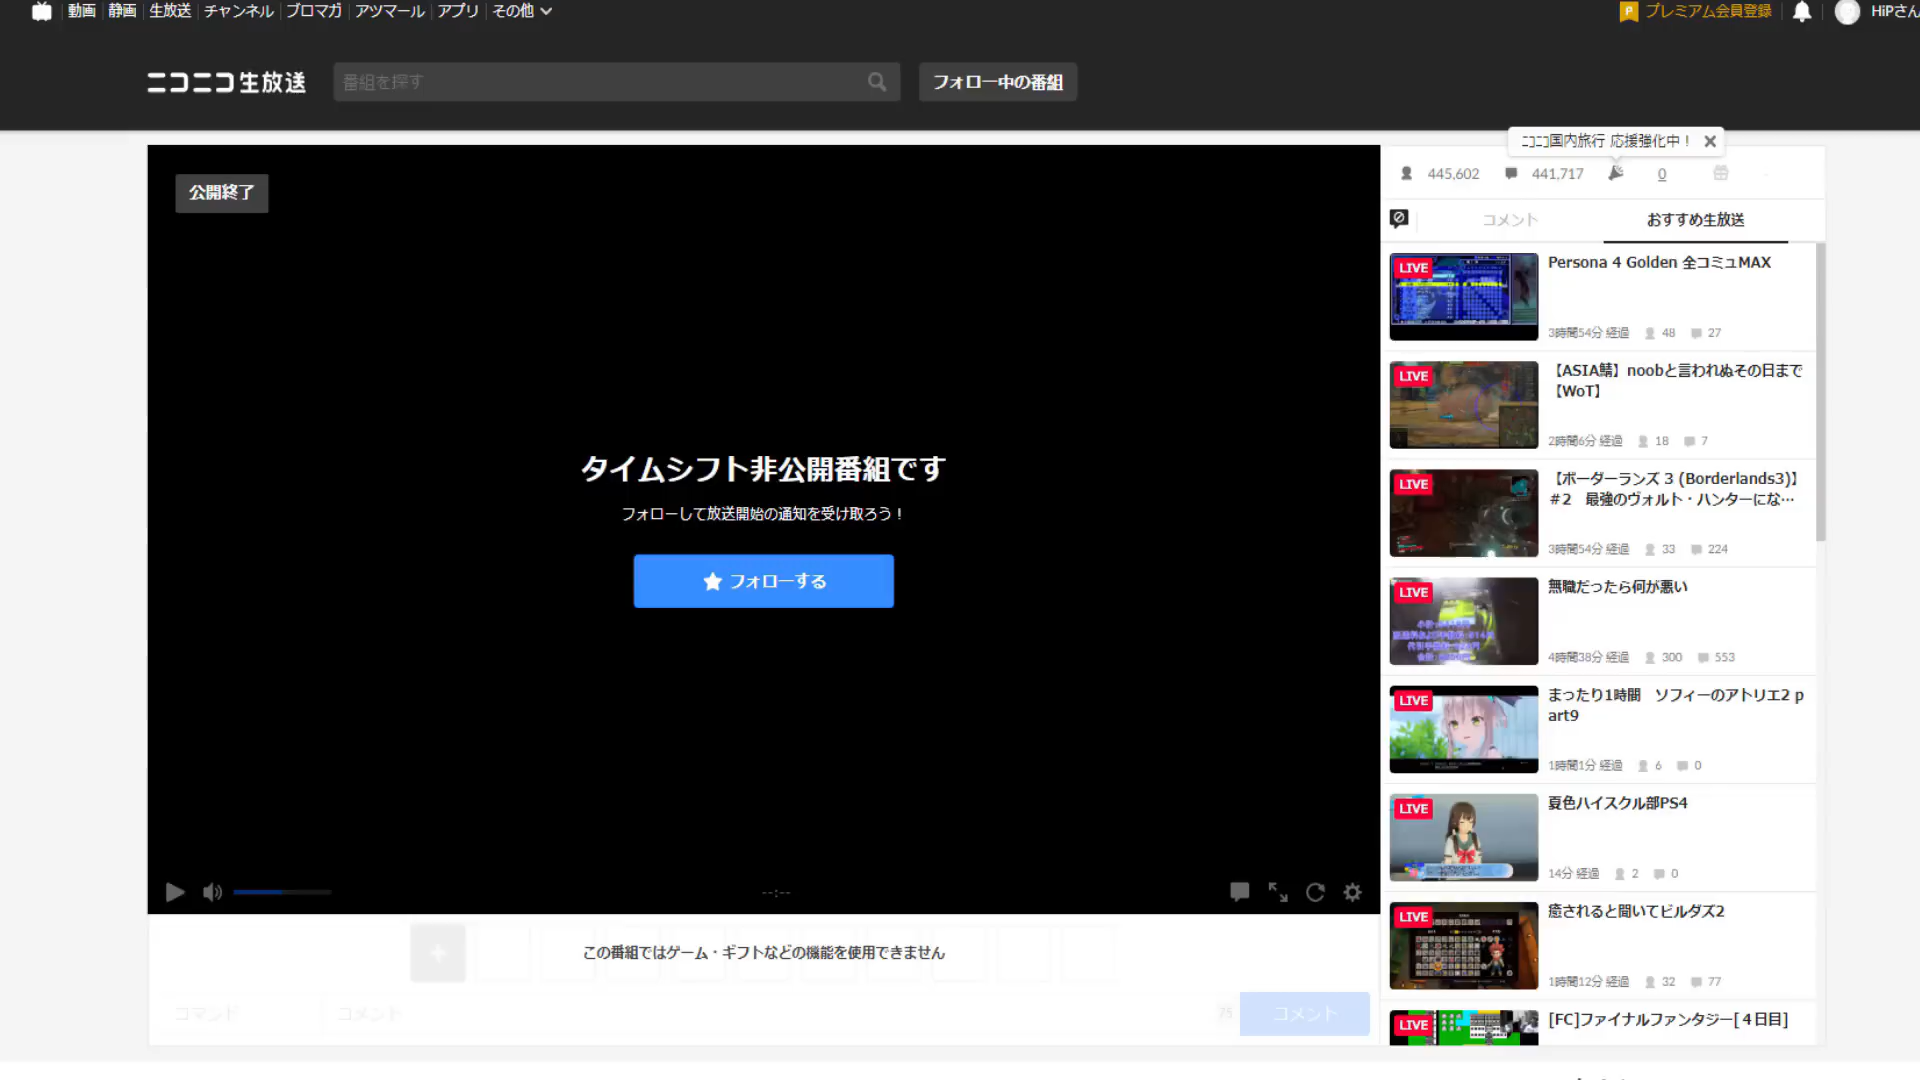 動画 静画 生放送 チャンネル ブロマガ アツマール アプリ その他
プレミアム会員登録 HiPさん
ニコニコ生放送 番組を探す フォロー中の番組
ニコニコ国内旅行 応援強化中！
公開終了
445,602 441,717 0
コメント おすすめ生放送
タイムシフト非公開番組です
フォローして放送開始の通知を受け取ろう！
フォローする
--:--
この番組ではゲーム・ギフトなどの機能を使用できません
コマンド コメント 75 コメント
LIVE
Persona 4 Golden 全コミュMAX
3時間54分 経過 48 27
LIVE
【ASIA鯖】noobと言われぬその日まで
【WoT】
2時間6分 経過 18 7
LIVE
【ボーダーランズ 3 (Borderlands3)】
#2 最強のヴォルト・ハンターにな…
3時間54分 経過 33 224
LIVE
無職だったら何が悪い
4時間38分 経過 300 553
LIVE
まったり1時間 ソフィーのアトリエ2 p
art9
1時間1分 経過 6 0
LIVE
夏色ハイスクル部PS4
14分 経過 2 0
LIVE
癒されると聞いてビルダズ2
1時間12分 経過 32 77
LIVE
[FC]ファイナルファンタジー[４日目]